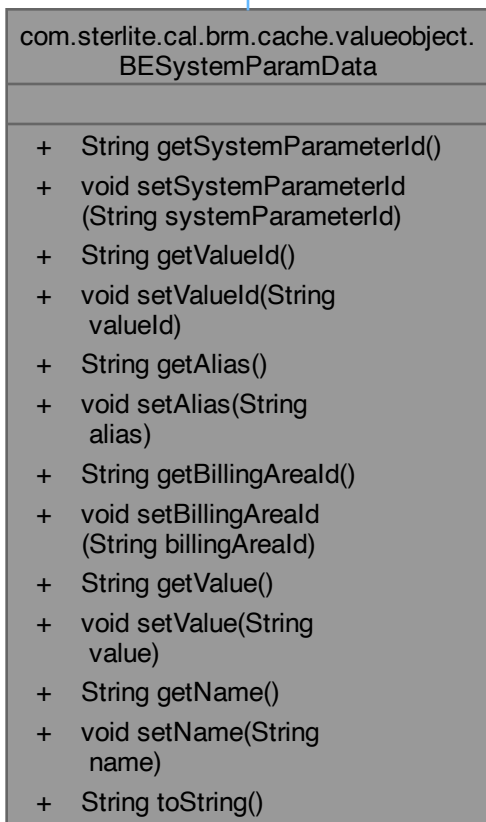 com.sterlite.cal.brm.cache.valueobject.
BESystemParamData
+ String getSystemParameterId()
+ void setSystemParameterId
(String systemParameterId)
+ String getValueId()
+ void setValueId(String
valueId)
+ String getAlias()
+ void setAlias(String
alias)
+ String getBillingAreaId()
+ void setBillingAreaId
(String billingAreaId)
+ String getValue()
+ void setValue(String
value)
+ String getName()
+ void setName(String
name)
+ String toString()